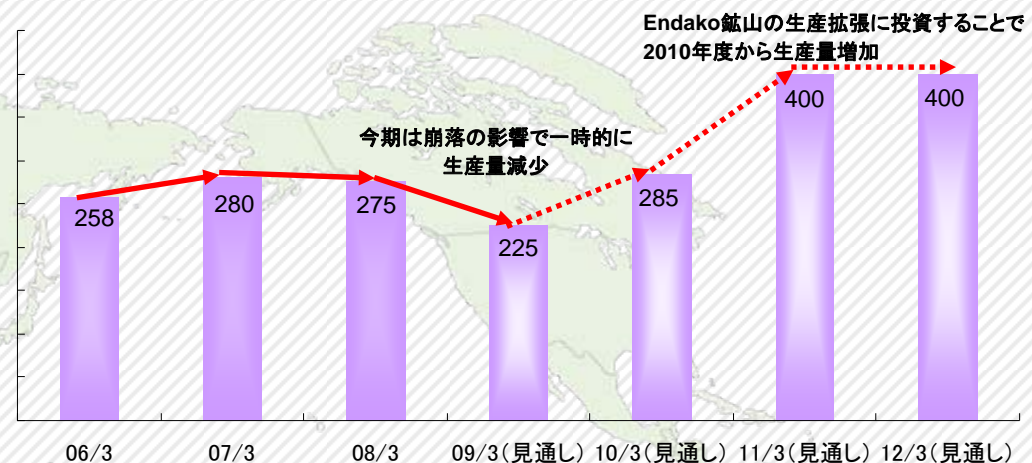 Endako鉱山の生産拡張に投資することで
2010年度から生産量増加
今期は崩落の影響で一時的に
生産量減少
258
280
275
225
285
400
400
06/3
07/3
08/3
09/3(見通し)
10/3(見通し)
11/3(見通し)
12/3(見通し)